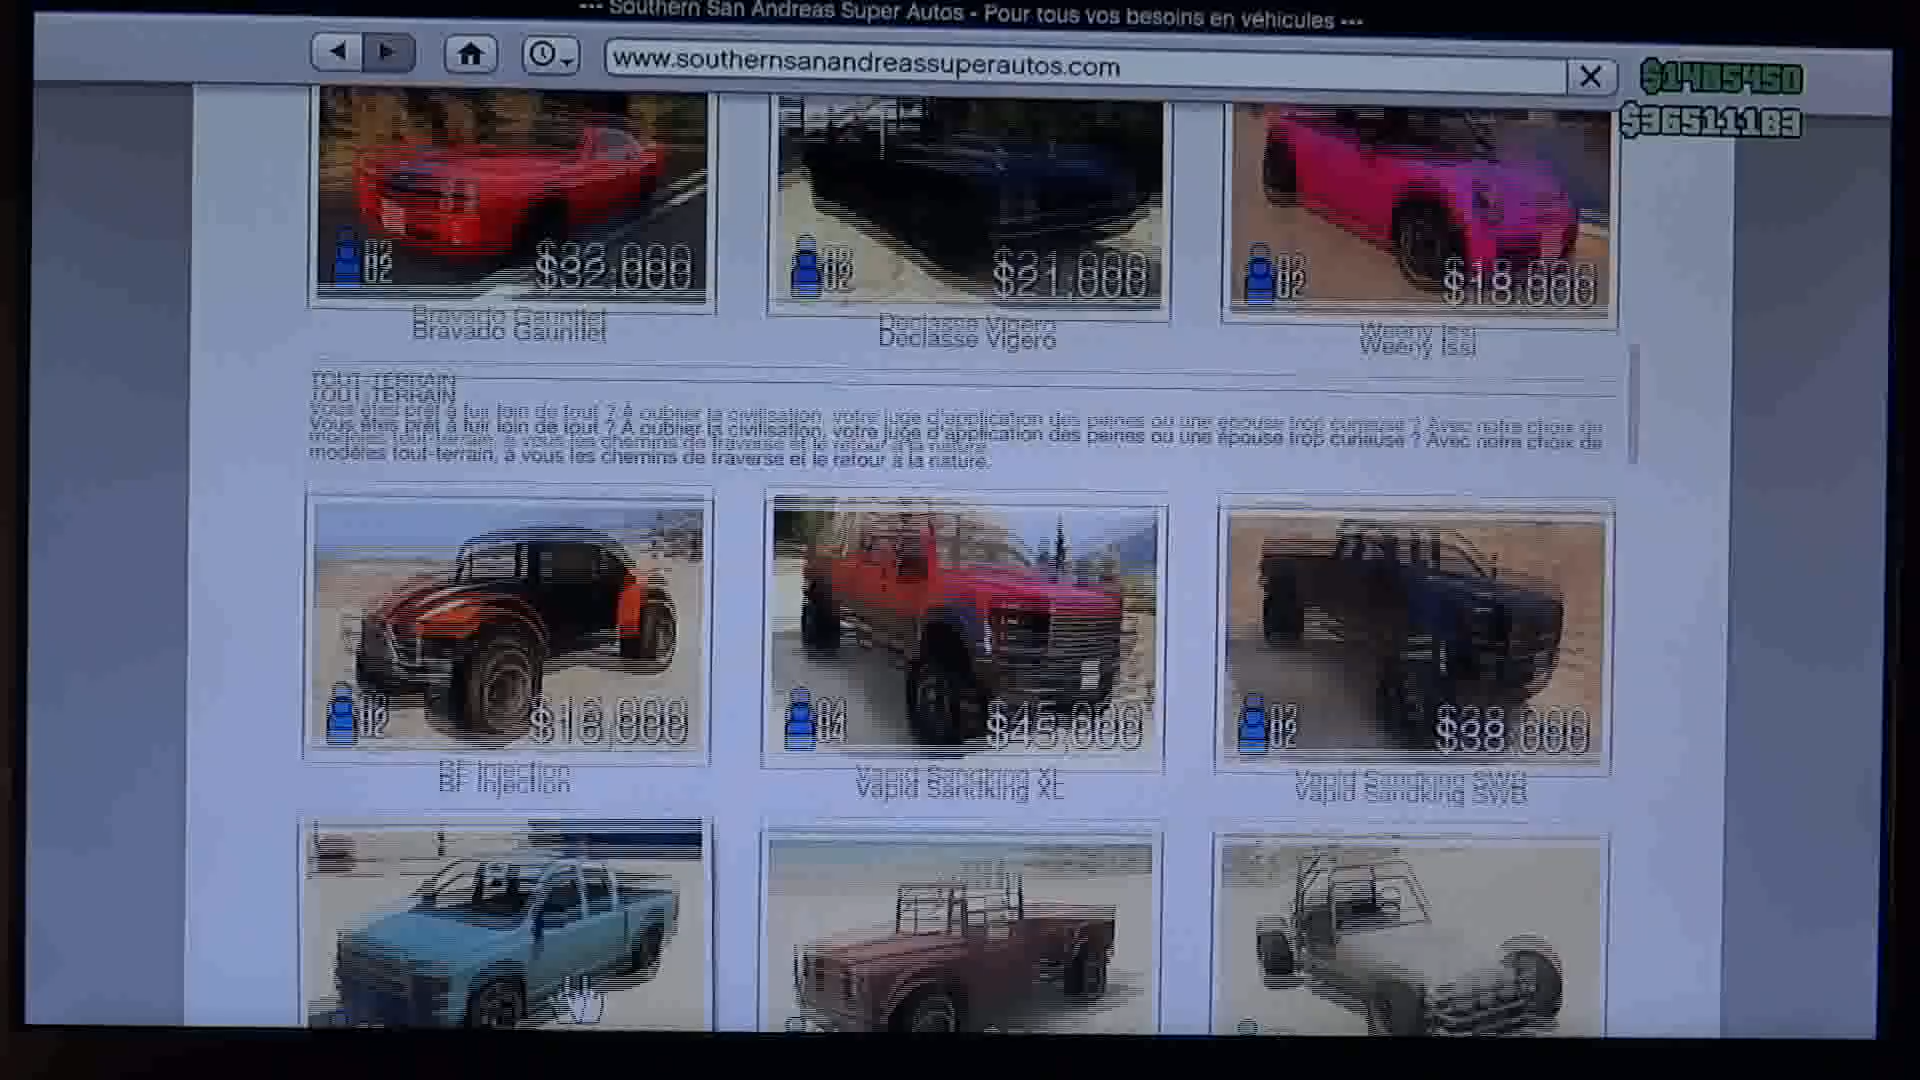 --- Southern San Andreas Super Autos - Pour tous vos besoins en véhicules ---
www.southernsanandreassuperautos.com
$1405450
$36511183
02 $32,000
02 $21,000
02 $18,000
Bravado Gauntlet
Declasse Vigero
Weeny Issi
TOUT-TERRAIN
Vous êtes prêt à fuir loin de tout ? À oublier la civilisation, votre juge d'application des peines ou une épouse trop curieuse ? Avec notre choix de
modèles tout-terrain, à vous les chemins de traverse et le retour à la nature.
02 $16,000
04 $45,000
02 $38,000
BF Injection
Vapid Sandking XL
Vapid Sandking SWB